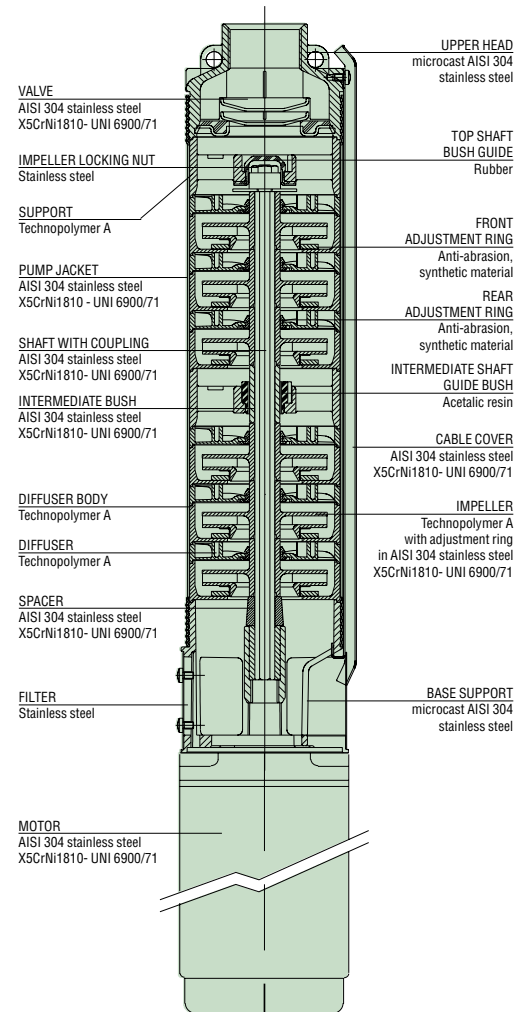 VALVE
AISI 304 stainless steel
X5CrNi1810- UNI 6900/71
IMPELLER LOCKING NUT
Stainless steel
SUPPORT
Technopolymer A
PUMP JACKET
AISI 304 stainless steel
X5CrNi1810 - UNI 6900/71
SHAFT WITH COUPLING
AISI 304 stainless steel
X5CrNi1810- UNI 6900/71
INTERMEDIATE BUSH
AISI 304 stainless steel
X5CrNi1810- UNI 6900/71
DIFFUSER BODY
Technopolymer A
DIFFUSER
Technopolymer A
SPACER
AISI 304 stainless steel
X5CrNi1810- UNI 6900/71
FILTER
Stainless steel
MOTOR
AISI 304 stainless steel
X5CrNi1810- UNI 6900/71
UPPER HEAD
microcast AISI 304
stainless steel
TOP SHAFT
BUSH GUIDE
Rubber
FRONT
ADJUSTMENT RING
Anti-abrasion,
synthetic material
REAR
ADJUSTMENT RING
Anti-abrasion,
synthetic material
INTERMEDIATE SHAFT
GUIDE BUSH
Acetalic resin
CABLE COVER
AISI 304 stainless steel
X5CrNi1810- UNI 6900/71
IMPELLER
Technopolymer A
with adjustment ring
in AISI 304 stainless steel
X5CrNi1810- UNI 6900/71
BASE SUPPORT
microcast AISI 304
stainless steel